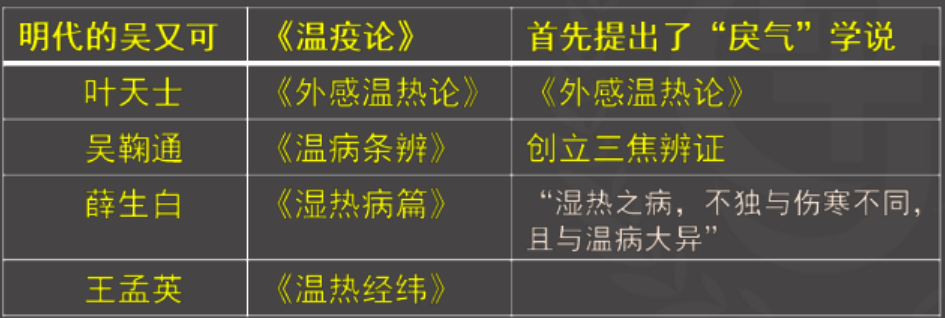 明代的吴又可 《温疫论》 首先提出了“戾气”学说
叶天士 《外感温热论》 《外感温热论》
吴鞠通 《温病条辨》 创立三焦辨证
薛生白 《湿热病篇》 “湿热之病，不独与伤寒不同，
且与温病大异”
王孟英 《温热经纬》